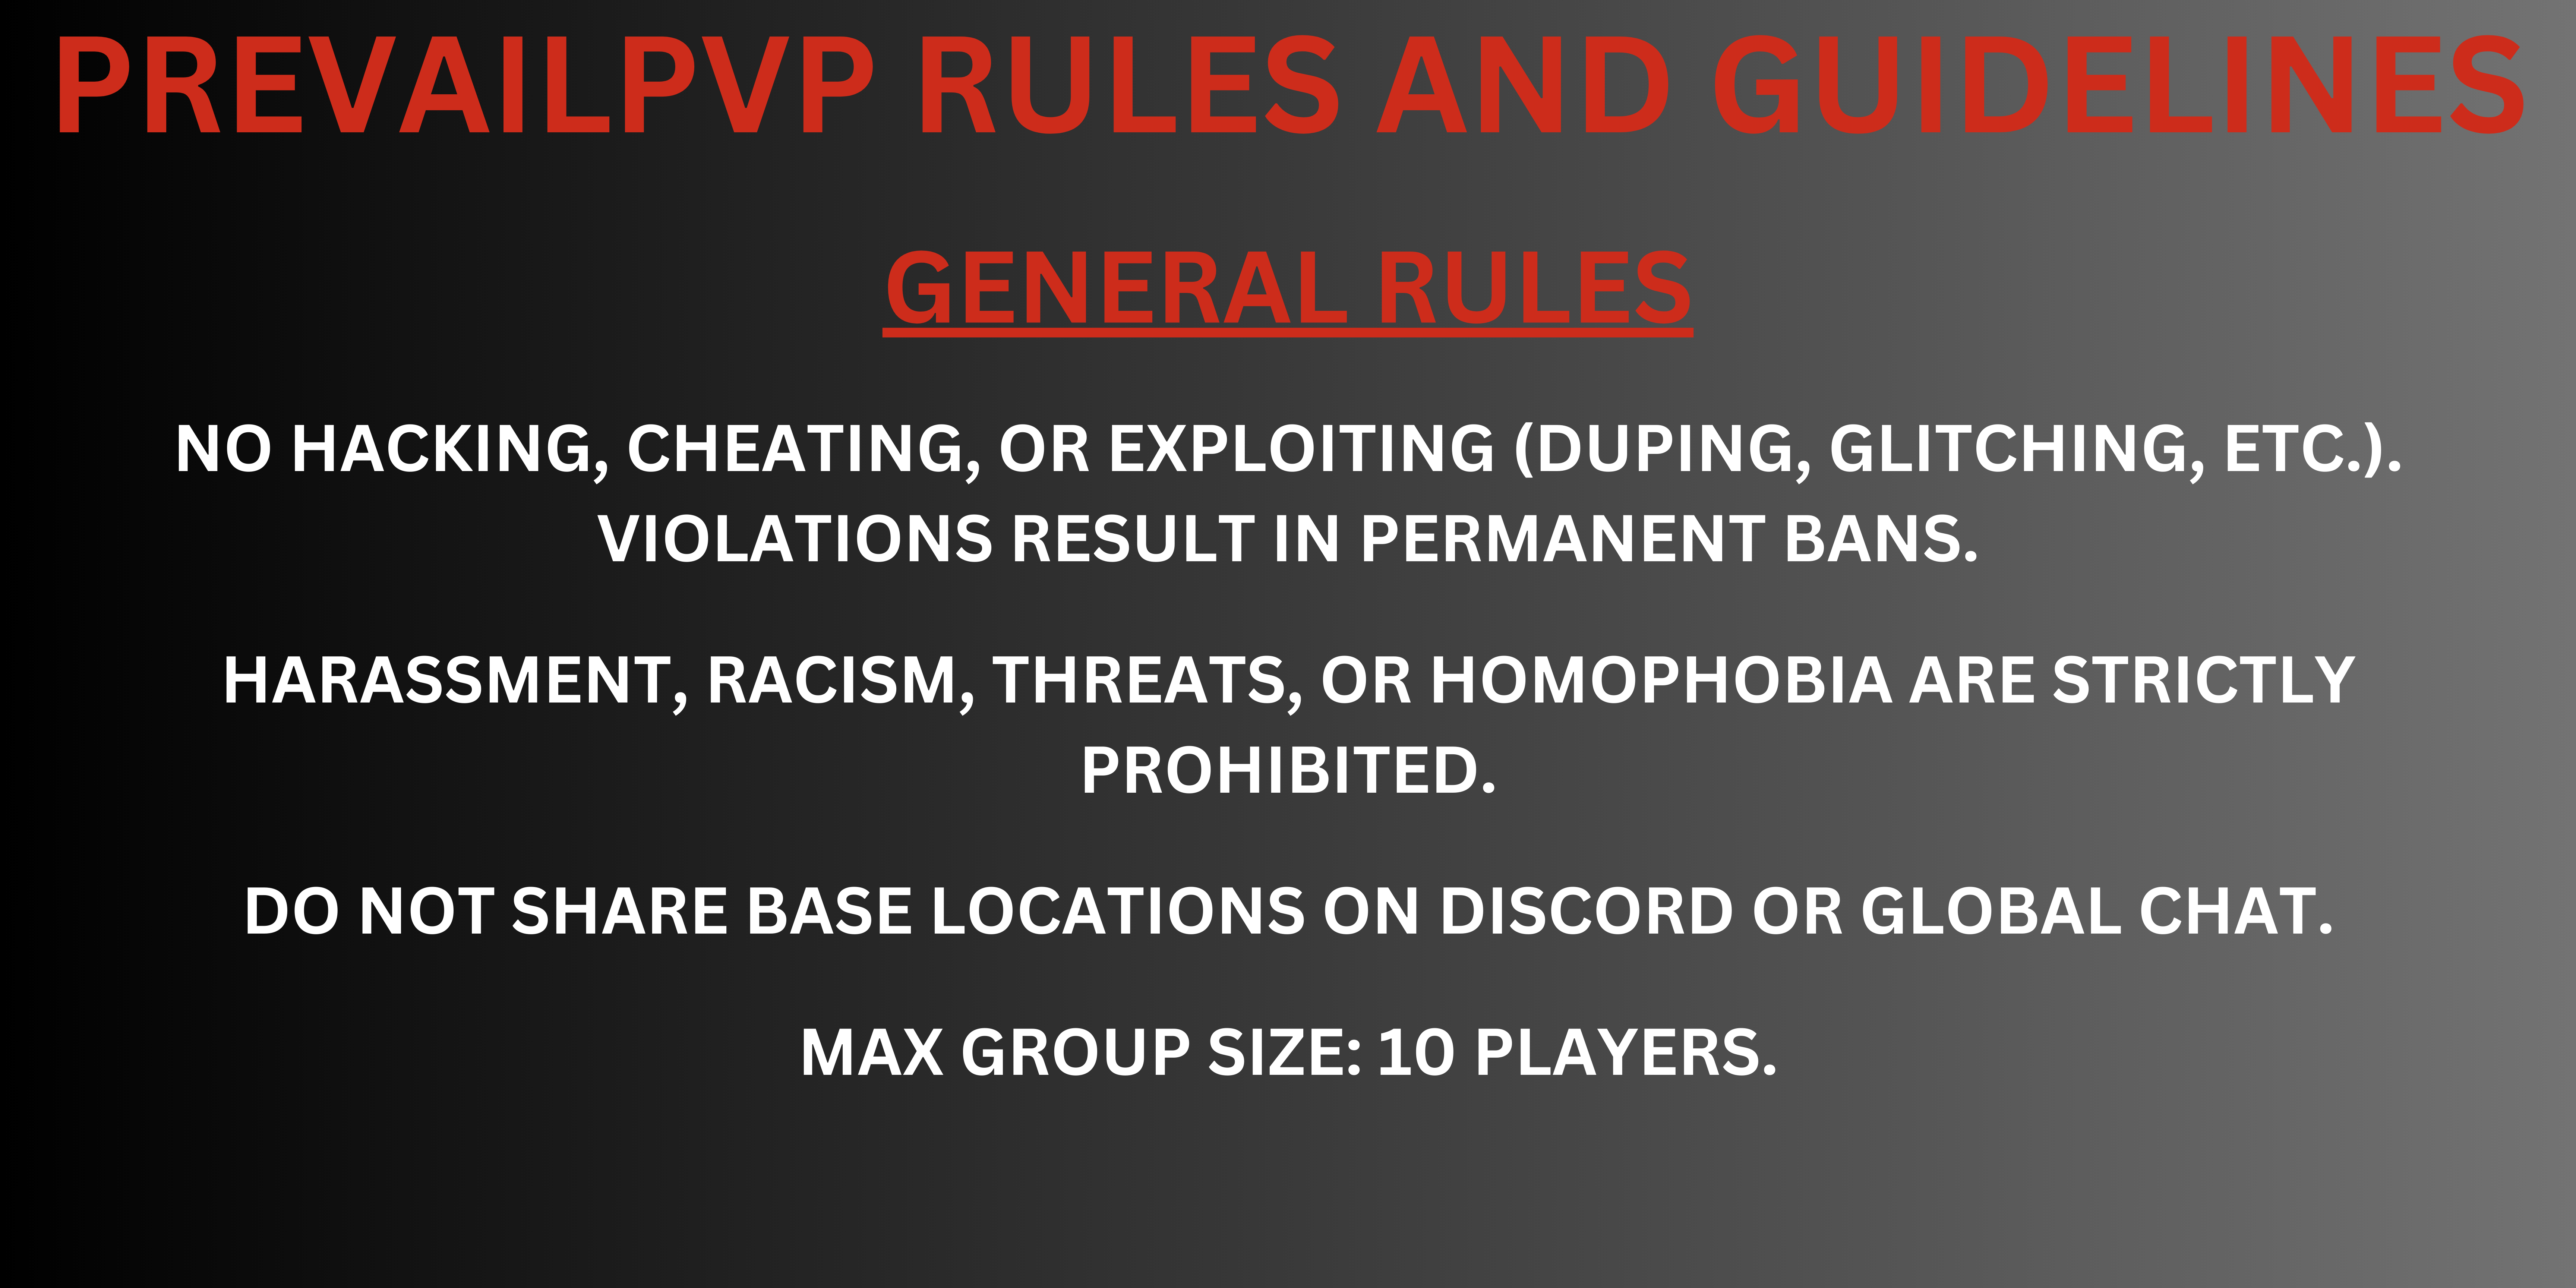 PREVAILPVP RULES AND GUIDELINES
GENERAL RULES
NO HACKING, CHEATING, OR EXPLOITING (DUPING, GLITCHING, ETC.).
VIOLATIONS RESULT IN PERMANENT BANS.
HARASSMENT, RACISM, THREATS, OR HOMOPHOBIA ARE STRICTLY
PROHIBITED.
DO NOT SHARE BASE LOCATIONS ON DISCORD OR GLOBAL CHAT.
MAX GROUP SIZE: 10 PLAYERS.